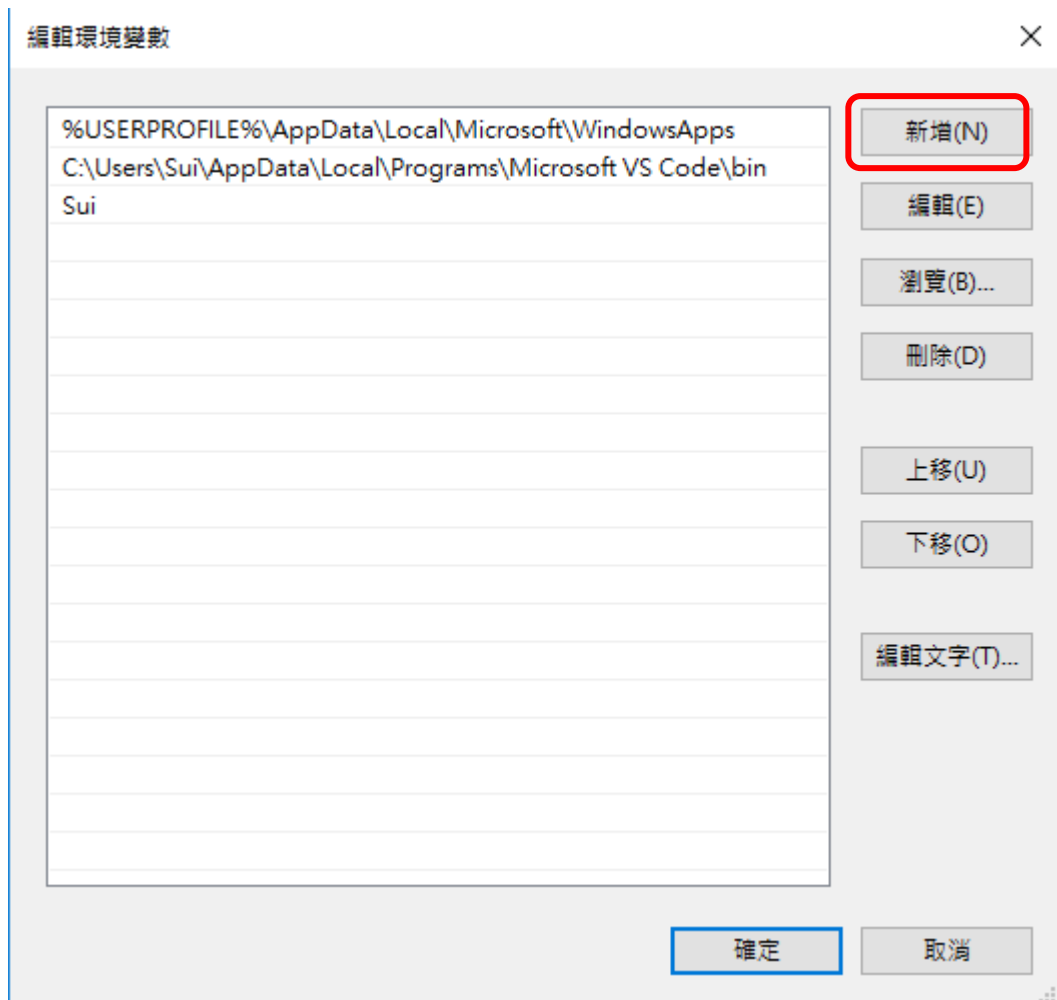 編輯環境變數
%USERPROFILE%\AppData\Local\Microsoft\WindowsApps
C:\Users\Sui\AppData\Local\Programs\Microsoft VS Code\bin
Sui
新增(N)
編輯(E)
瀏覽(B)...
刪除(D)
上移(U)
下移(O)
編輯文字(T)...
確定
取消